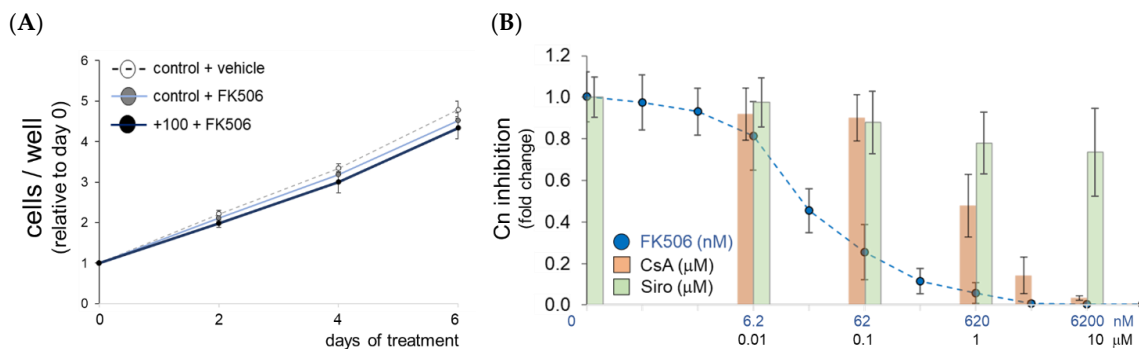 (A)
cells / well
(relative to day 0)
6
5
4
3
2
1
0
control + vehicle
control + FK506
+100 + FK506
0
2
4
6
days of treatment
(B)
Cn inhibition
(fold change)
1.2
1.0
0.8
0.6
0.4
0.2
0.0
FK506 (nM)
CsA (μM)
Siro (μM)
0 6.2 62 620 6200 nM
0.01 0.1 1 10 μM